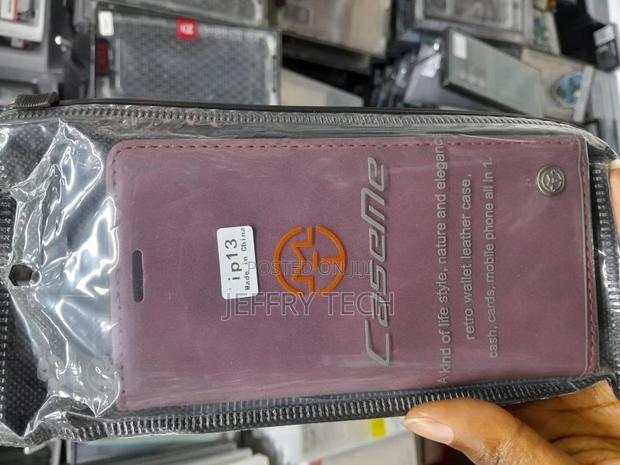 ip13
Made in China
CaseMe
A kind of life style, nature and eleganc
retro wallet leather case,
cash, cards, mobile phone all in 1.
POSTED ON JIJI
JEFFRY TECH